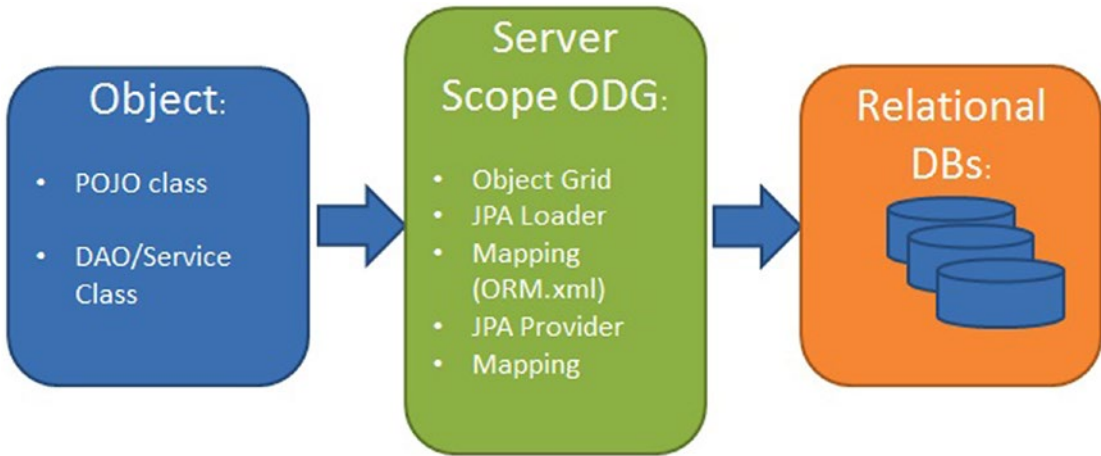 Object:
• POJO class
• DAO/Service
Class
Server
Scope ODG:
• Object Grid
• JPA Loader
• Mapping
(ORM.xml)
• JPA Provider
• Mapping
Relational
DBs: